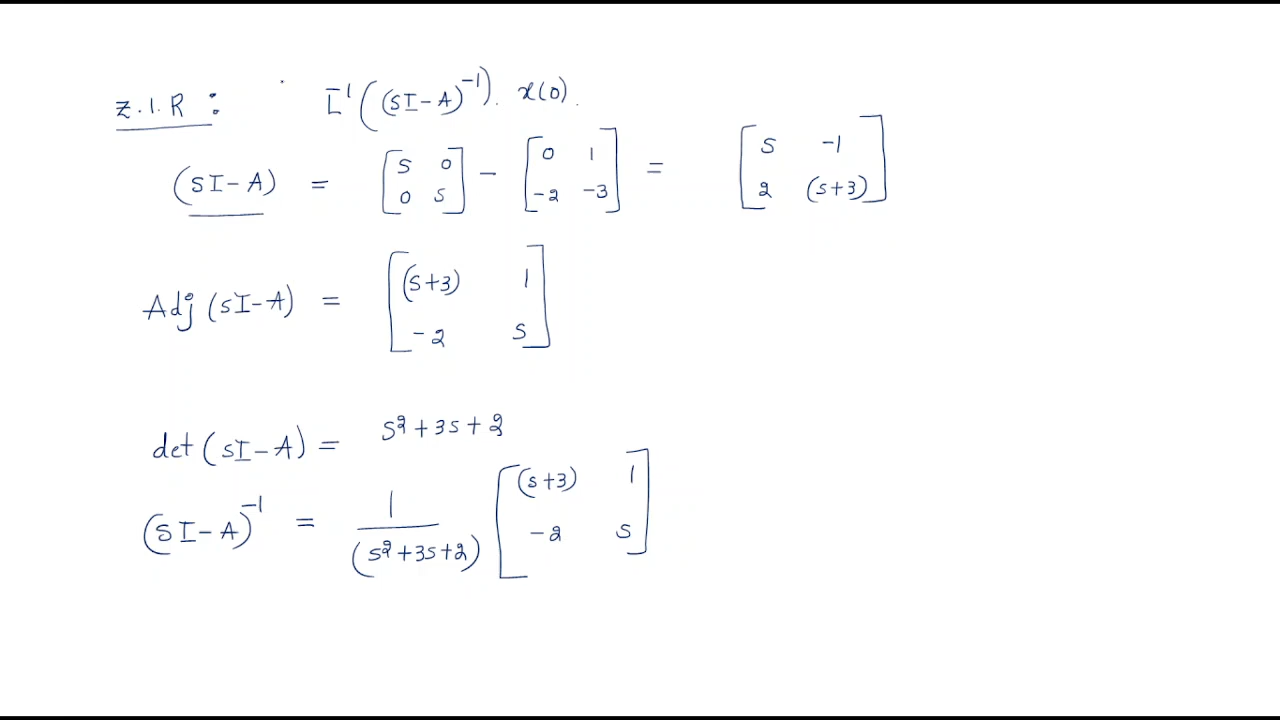 Z.I.R : L⁻¹((SI-A)⁻¹). x(0).
(SI-A) = [S 0; 0 S] - [0 1; -2 -3] = [S -1; 2 (S+3)]
Adj (SI-A) = [(S+3) 1; -2 S]
det (SI-A) = S²+3S+2
(SI-A)⁻¹ = 1/(S²+3S+2) [(S+3) 1; -2 S]